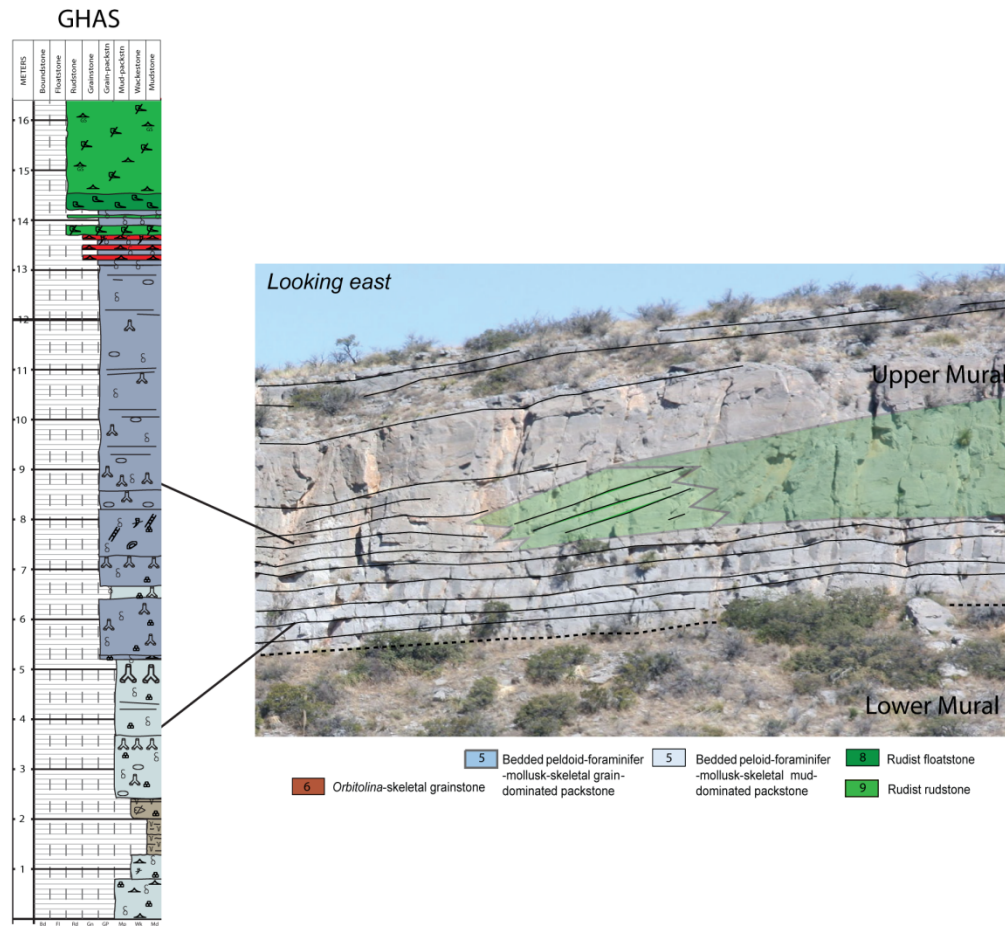 GHAS
METERS
Boundstone
Floatstone
Rudstone
Grainstone
Grain-packstn
Mud-packstn
Wackestone
Mudstone
16
15
14
13
12
11
10
9
8
7
6
5
4
3
2
1
Bd Fl Rd Gn GP Mp Wk Md
Looking east
Upper Mural
Lower Mural
6 Orbitolina-skeletal grainstone
5 Bedded peldoid-foraminifer
-mollusk-skeletal grain-
dominated packstone
5 Bedded peloid-foraminifer
-mollusk-skeletal mud-
dominated packstone
8 Rudist floatstone
9 Rudist rudstone